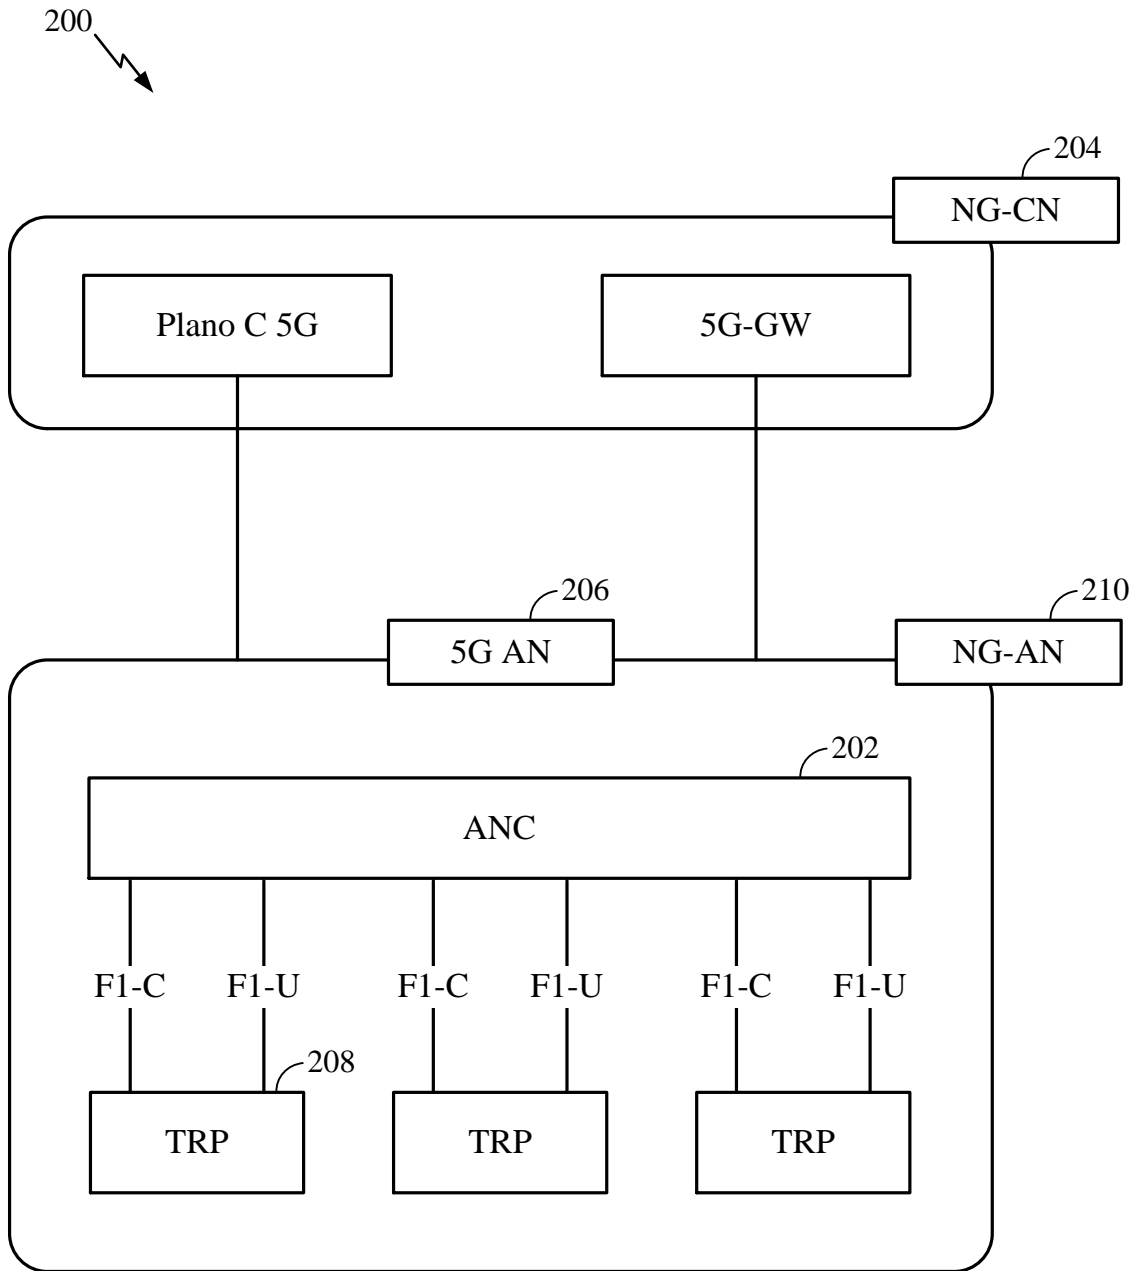 200
204
NG-CN
Plano C 5G
5G-GW
206
210
5G AN
NG-AN
202
ANC
F1-C
F1-U
F1-C
F1-U
F1-C
F1-U
208
TRP
TRP
TRP